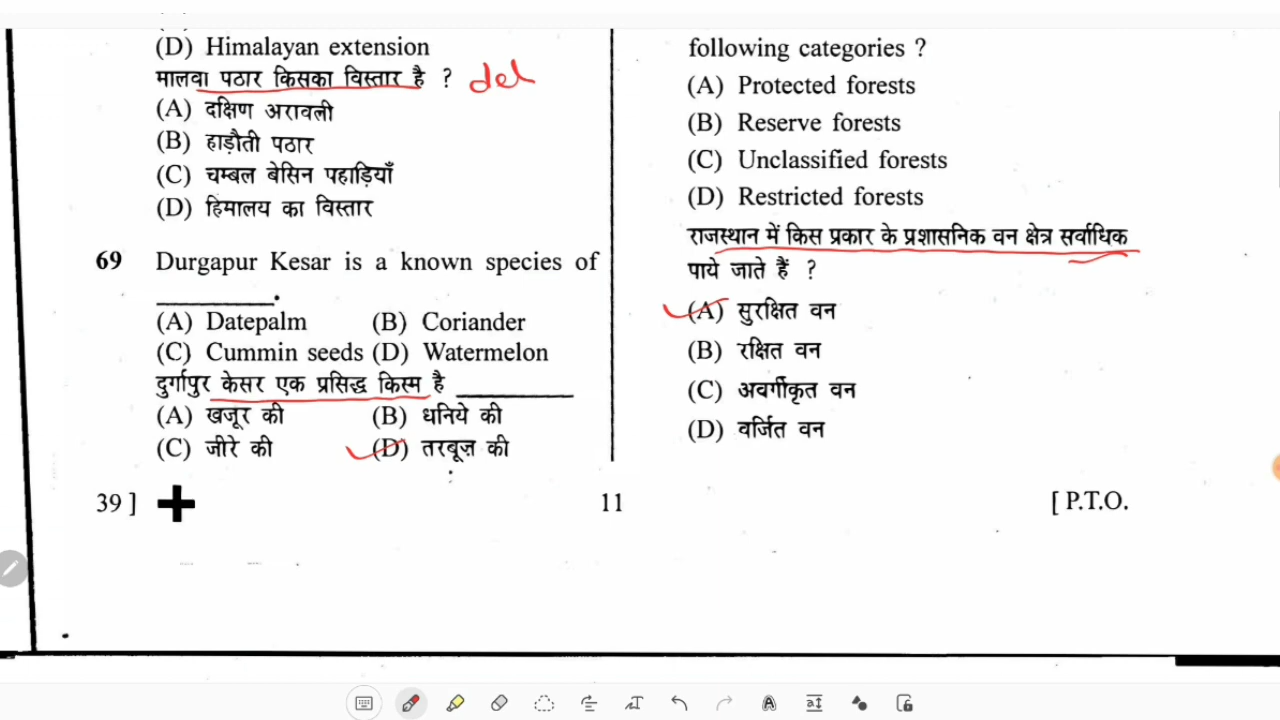 (D) Himalayan extension
मालवा पठार किसका विस्तार है ? del
(A) दक्षिण अरावली
(B) हाड़ौती पठार
(C) चम्बल बेसिन पहाड़ियाँ
(D) हिमालय का विस्तार
69 Durgapur Kesar is a known species of
__________.
(A) Datepalm (B) Coriander
(C) Cummin seeds (D) Watermelon
दुर्गापुर केसर एक प्रसिद्ध किस्म है __________
(A) खजूर की (B) धनिये की
(C) जीरे की (D) तरबूज़ की
following categories ?
(A) Protected forests
(B) Reserve forests
(C) Unclassified forests
(D) Restricted forests
राजस्थान में किस प्रकार के प्रशासनिक वन क्षेत्र सर्वाधिक
पाये जाते हैं ?
(A) सुरक्षित वन
(B) रक्षित वन
(C) अवर्गीकृत वन
(D) वर्जित वन
39 ] 11 [ P.T.O.